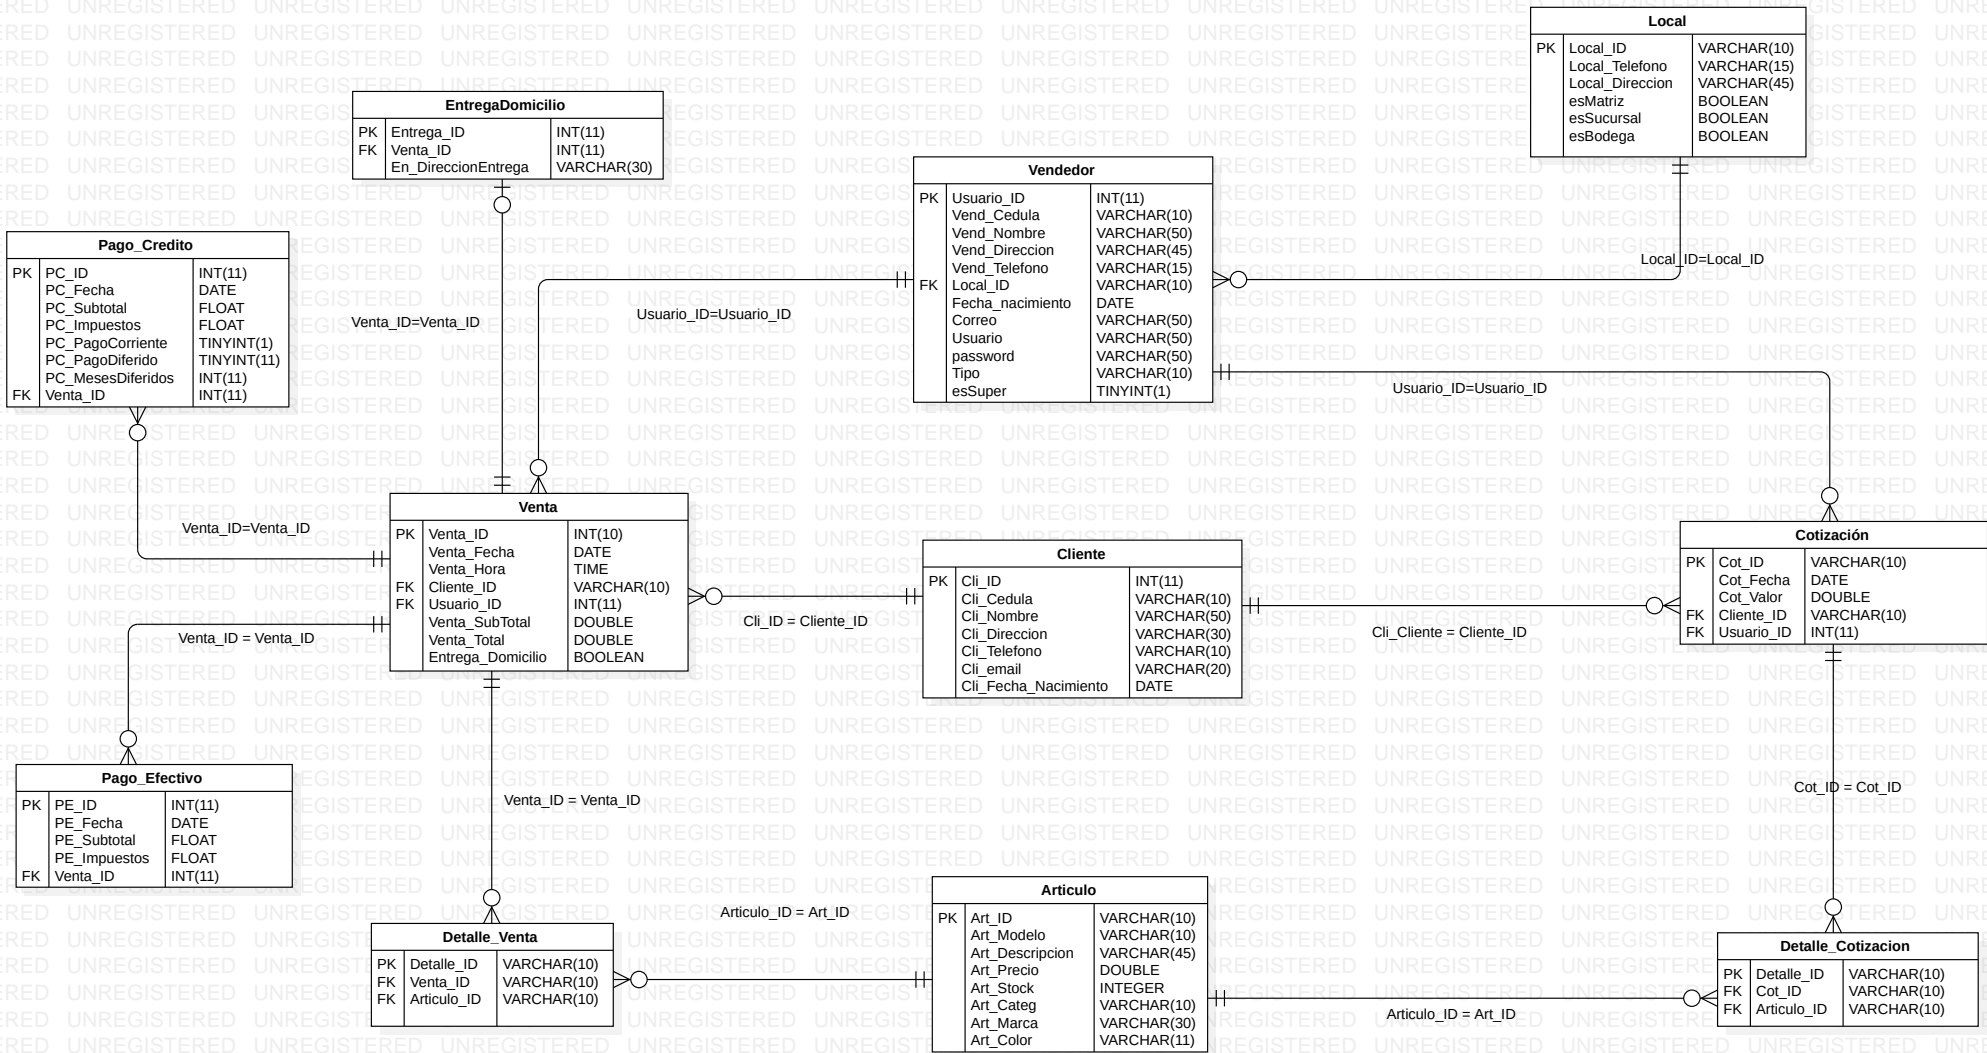 Local
PK Local_ID VARCHAR(10)
Local_Telefono VARCHAR(15)
Local_Direccion VARCHAR(45)
esMatriz BOOLEAN
esSucursal BOOLEAN
esBodega BOOLEAN
EntregaDomicilio
PK Entrega_ID INT(11)
FK Venta_ID INT(11)
En_DireccionEntrega VARCHAR(30)
Vendedor
PK Usuario_ID INT(11)
Vend_Cedula VARCHAR(10)
Vend_Nombre VARCHAR(50)
Vend_Direccion VARCHAR(45)
Vend_Telefono VARCHAR(15)
FK Local_ID VARCHAR(10)
Fecha_nacimiento DATE
Correo VARCHAR(50)
Usuario VARCHAR(50)
password VARCHAR(50)
Tipo VARCHAR(10)
esSuper TINYINT(1)
Pago_Credito
PK PC_ID INT(11)
PC_Fecha DATE
PC_Subtotal FLOAT
PC_Impuestos FLOAT
PC_PagoCorriente TINYINT(1)
PC_PagoDiferido TINYINT(11)
PC_MesesDiferidos INT(11)
FK Venta_ID INT(11)
Local_ID=Local_ID
Venta_ID=Venta_ID
Usuario_ID=Usuario_ID
Usuario_ID=Usuario_ID
Venta_ID=Venta_ID
Venta
PK Venta_ID INT(10)
Venta_Fecha DATE
Venta_Hora TIME
FK Cliente_ID VARCHAR(10)
FK Usuario_ID INT(11)
Venta_SubTotal DOUBLE
Venta_Total DOUBLE
Entrega_Domicilio BOOLEAN
Cliente
PK Cli_ID INT(11)
Cli_Cedula VARCHAR(10)
Cli_Nombre VARCHAR(50)
Cli_Direccion VARCHAR(30)
Cli_Telefono VARCHAR(10)
Cli_email VARCHAR(20)
Cli_Fecha_Nacimiento DATE
Cotización
PK Cot_ID VARCHAR(10)
Cot_Fecha DATE
Cot_Valor DOUBLE
FK Cliente_ID VARCHAR(10)
FK Usuario_ID INT(11)
Venta_ID = Venta_ID
Cli_ID = Cliente_ID
Cli_Cliente = Cliente_ID
Pago_Efectivo
PK PE_ID INT(11)
PE_Fecha DATE
PE_Subtotal FLOAT
PE_Impuestos FLOAT
FK Venta_ID INT(11)
Venta_ID = Venta_ID
Cot_ID = Cot_ID
Articulo_ID = Art_ID
Detalle_Venta
PK Detalle_ID VARCHAR(10)
FK Venta_ID VARCHAR(10)
FK Articulo_ID VARCHAR(10)
Articulo
PK Art_ID VARCHAR(10)
Art_Modelo VARCHAR(10)
Art_Descripcion VARCHAR(45)
Art_Precio DOUBLE
Art_Stock INTEGER
Art_Categ VARCHAR(10)
Art_Marca VARCHAR(30)
Art_Color VARCHAR(11)
Detalle_Cotizacion
PK Detalle_ID VARCHAR(10)
FK Cot_ID VARCHAR(10)
FK Articulo_ID VARCHAR(10)
Articulo_ID = Art_ID
UNREGISTERED